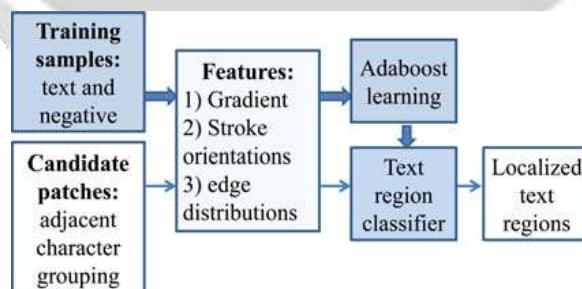 Training
samples:
text and
negative
Candidate
patches:
adjacent
character
grouping
Features:
1) Gradient
2) Stroke
orientations
3) edge
distributions
Adaboost
learning
Text
region
classifier
Localized
text
regions